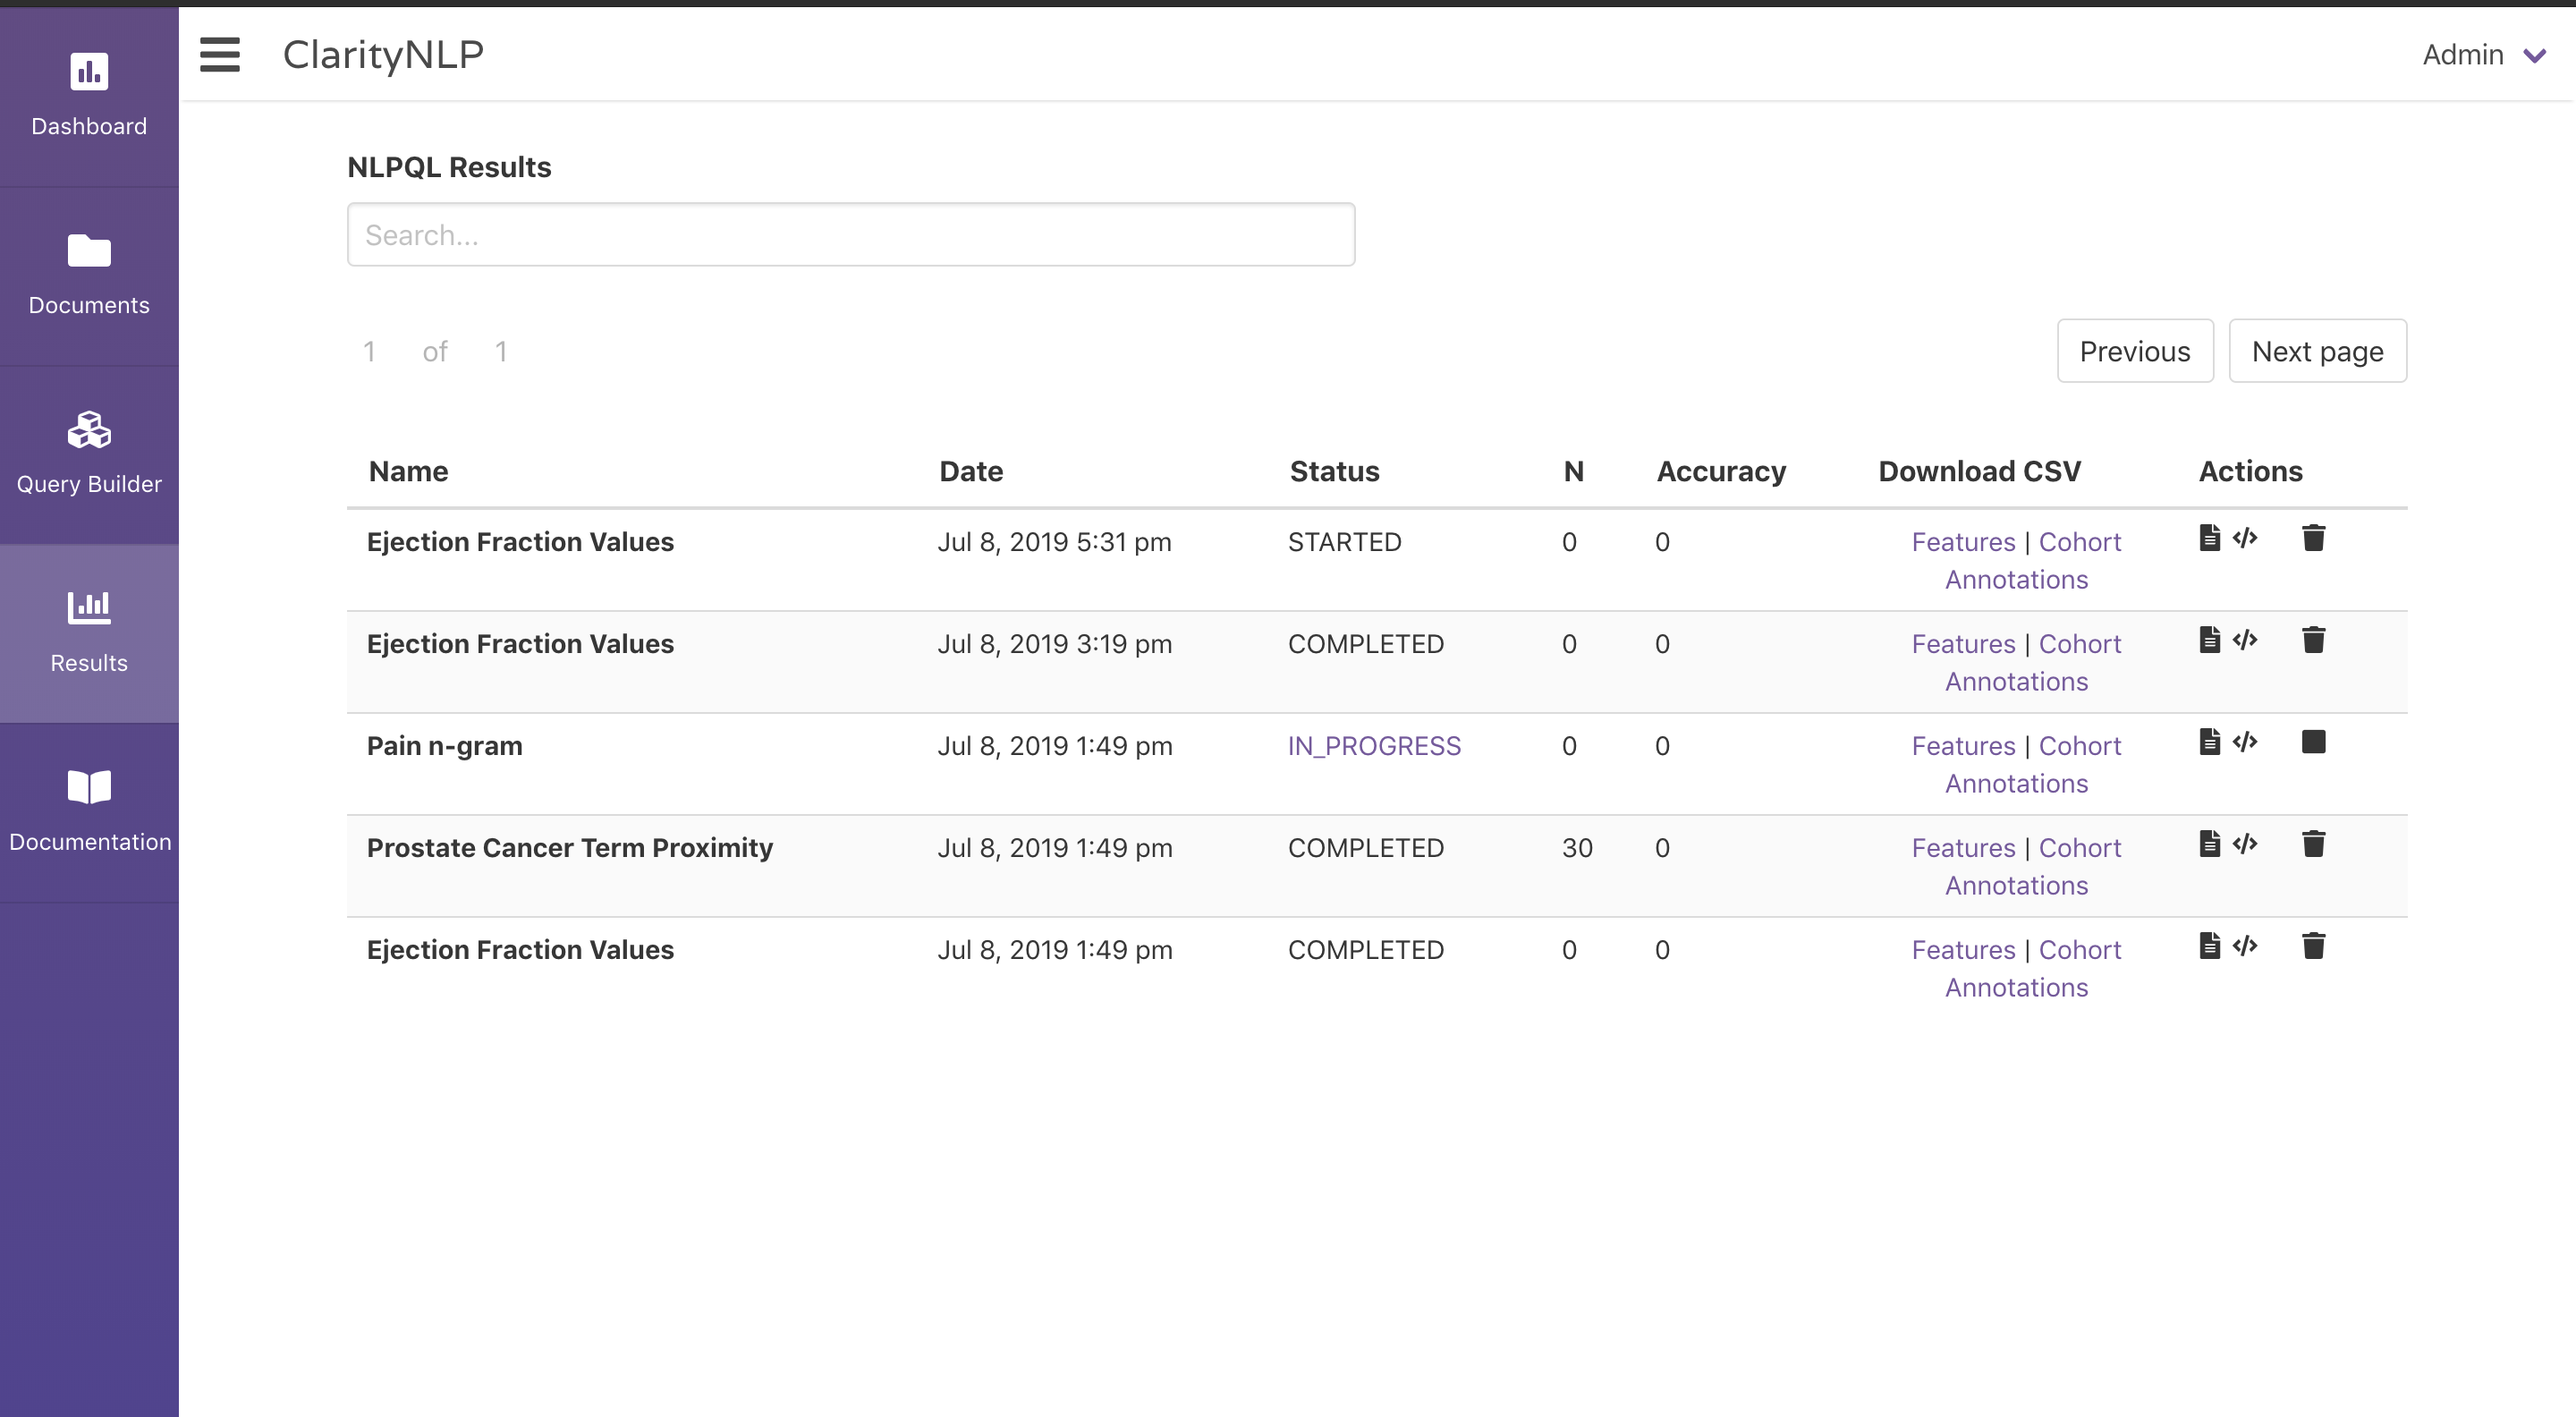 ClarityNLP
Admin
Dashboard
Documents
Query Builder
Results
Documentation
NLPQL Results
Search...
1 of 1
Previous Next page
Name Date Status N Accuracy Download CSV Actions
Ejection Fraction Values Jul 8, 2019 5:31 pm STARTED 0 0 Features | Cohort
Annotations
Ejection Fraction Values Jul 8, 2019 3:19 pm COMPLETED 0 0 Features | Cohort
Annotations
Pain n-gram Jul 8, 2019 1:49 pm IN_PROGRESS 0 0 Features | Cohort
Annotations
Prostate Cancer Term Proximity Jul 8, 2019 1:49 pm COMPLETED 30 0 Features | Cohort
Annotations
Ejection Fraction Values Jul 8, 2019 1:49 pm COMPLETED 0 0 Features | Cohort
Annotations